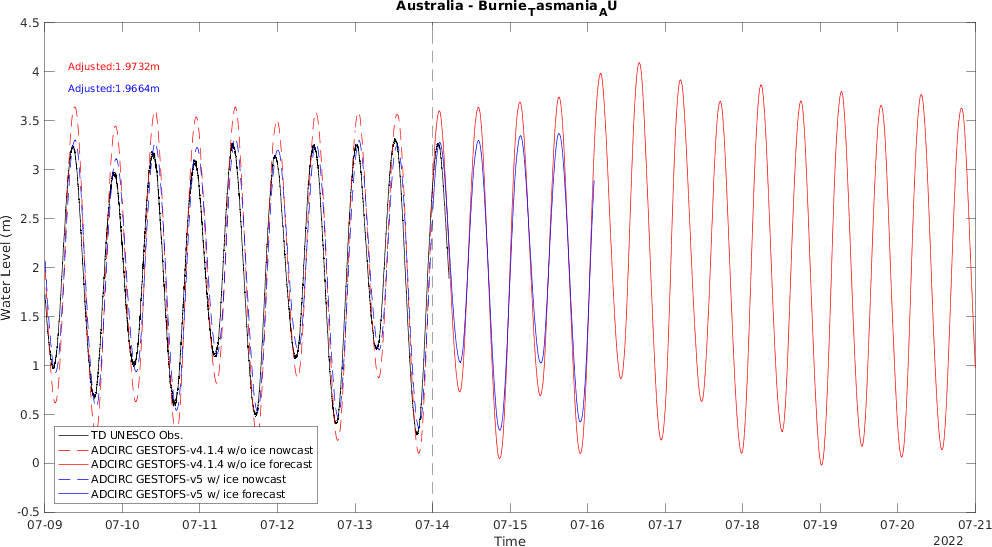 Australia - Burnie_Tasmania_AU
Adjusted:1.9732m
Adjusted:1.9664m
4.5
4
3.5
3
2.5
2
1.5
1
0.5
0
-0.5
Water Level (m)
TD UNESCO Obs.
ADCIRC GESTOFS-v4.1.4 w/o ice nowcast
ADCIRC GESTOFS-v4.1.4 w/o ice forecast
ADCIRC GESTOFS-v5 w/ ice nowcast
ADCIRC GESTOFS-v5 w/ ice forecast
07-09 07-10 07-11 07-12 07-13 07-14 07-15 07-16 07-17 07-18 07-19 07-20 07-21
Time
2022